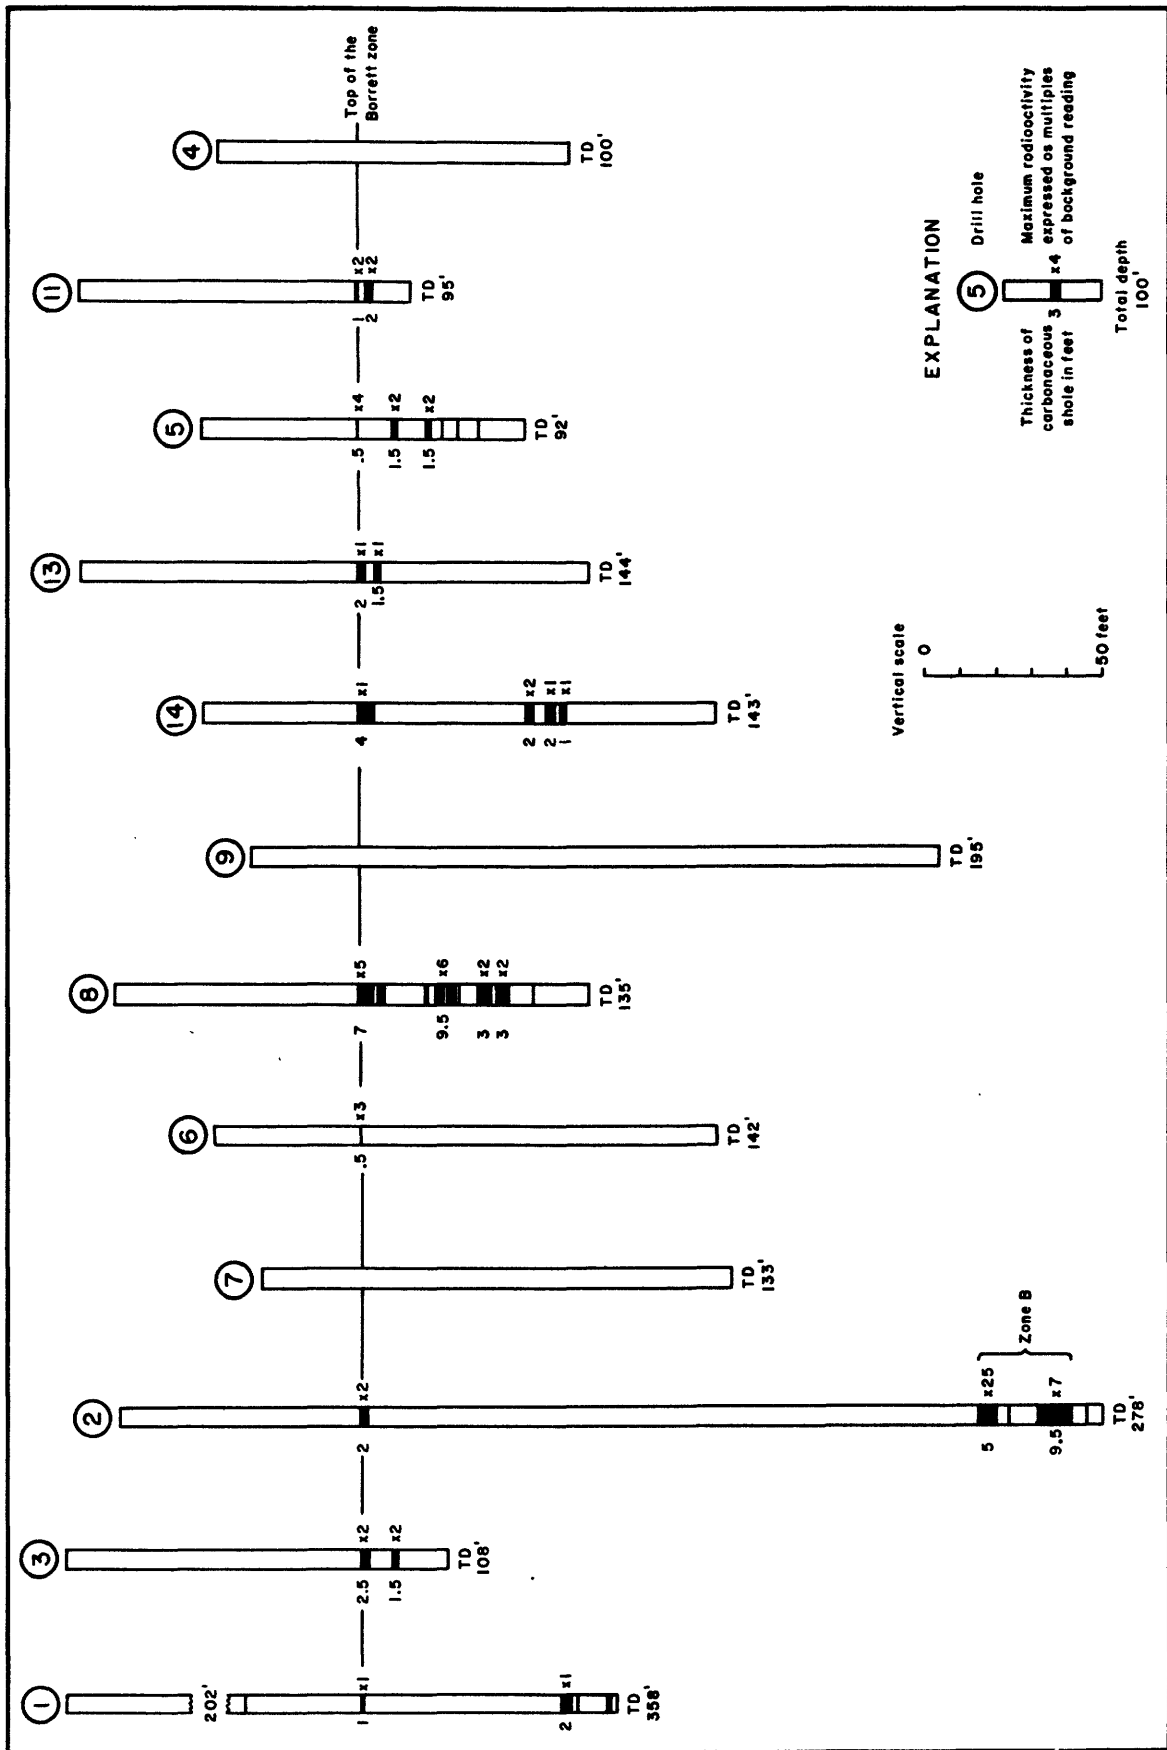 1
202'
1 x1
2 x1
TD
358'
3
2.5 x2
1.5 x2
TD
108'
2
2 x2
5 x25
9.5 x7
Zone B
TD
278'
7
TD
133'
6
.5 x3
TD
142'
8
7 x5
9.5 x6
3 x2
3 x2
TD
135'
9
TD
195'
14
4 x1
2 x2
2 x1
1 x1
TD
143'
13
2 x1
1.5 x1
TD
144'
5
.5 x4
1.5 x2
1.5 x2
TD
92'
11
1 x2
2 x2
TD
95'
4
Top of the
Barrett zone
TD
100'
Vertical scale
0
50 feet
EXPLANATION
5 Drill hole
Thickness of
carbonaceous
shale in feet
3 x4
Maximum radioactivity
expressed as multiples
of background reading
Total depth
100'